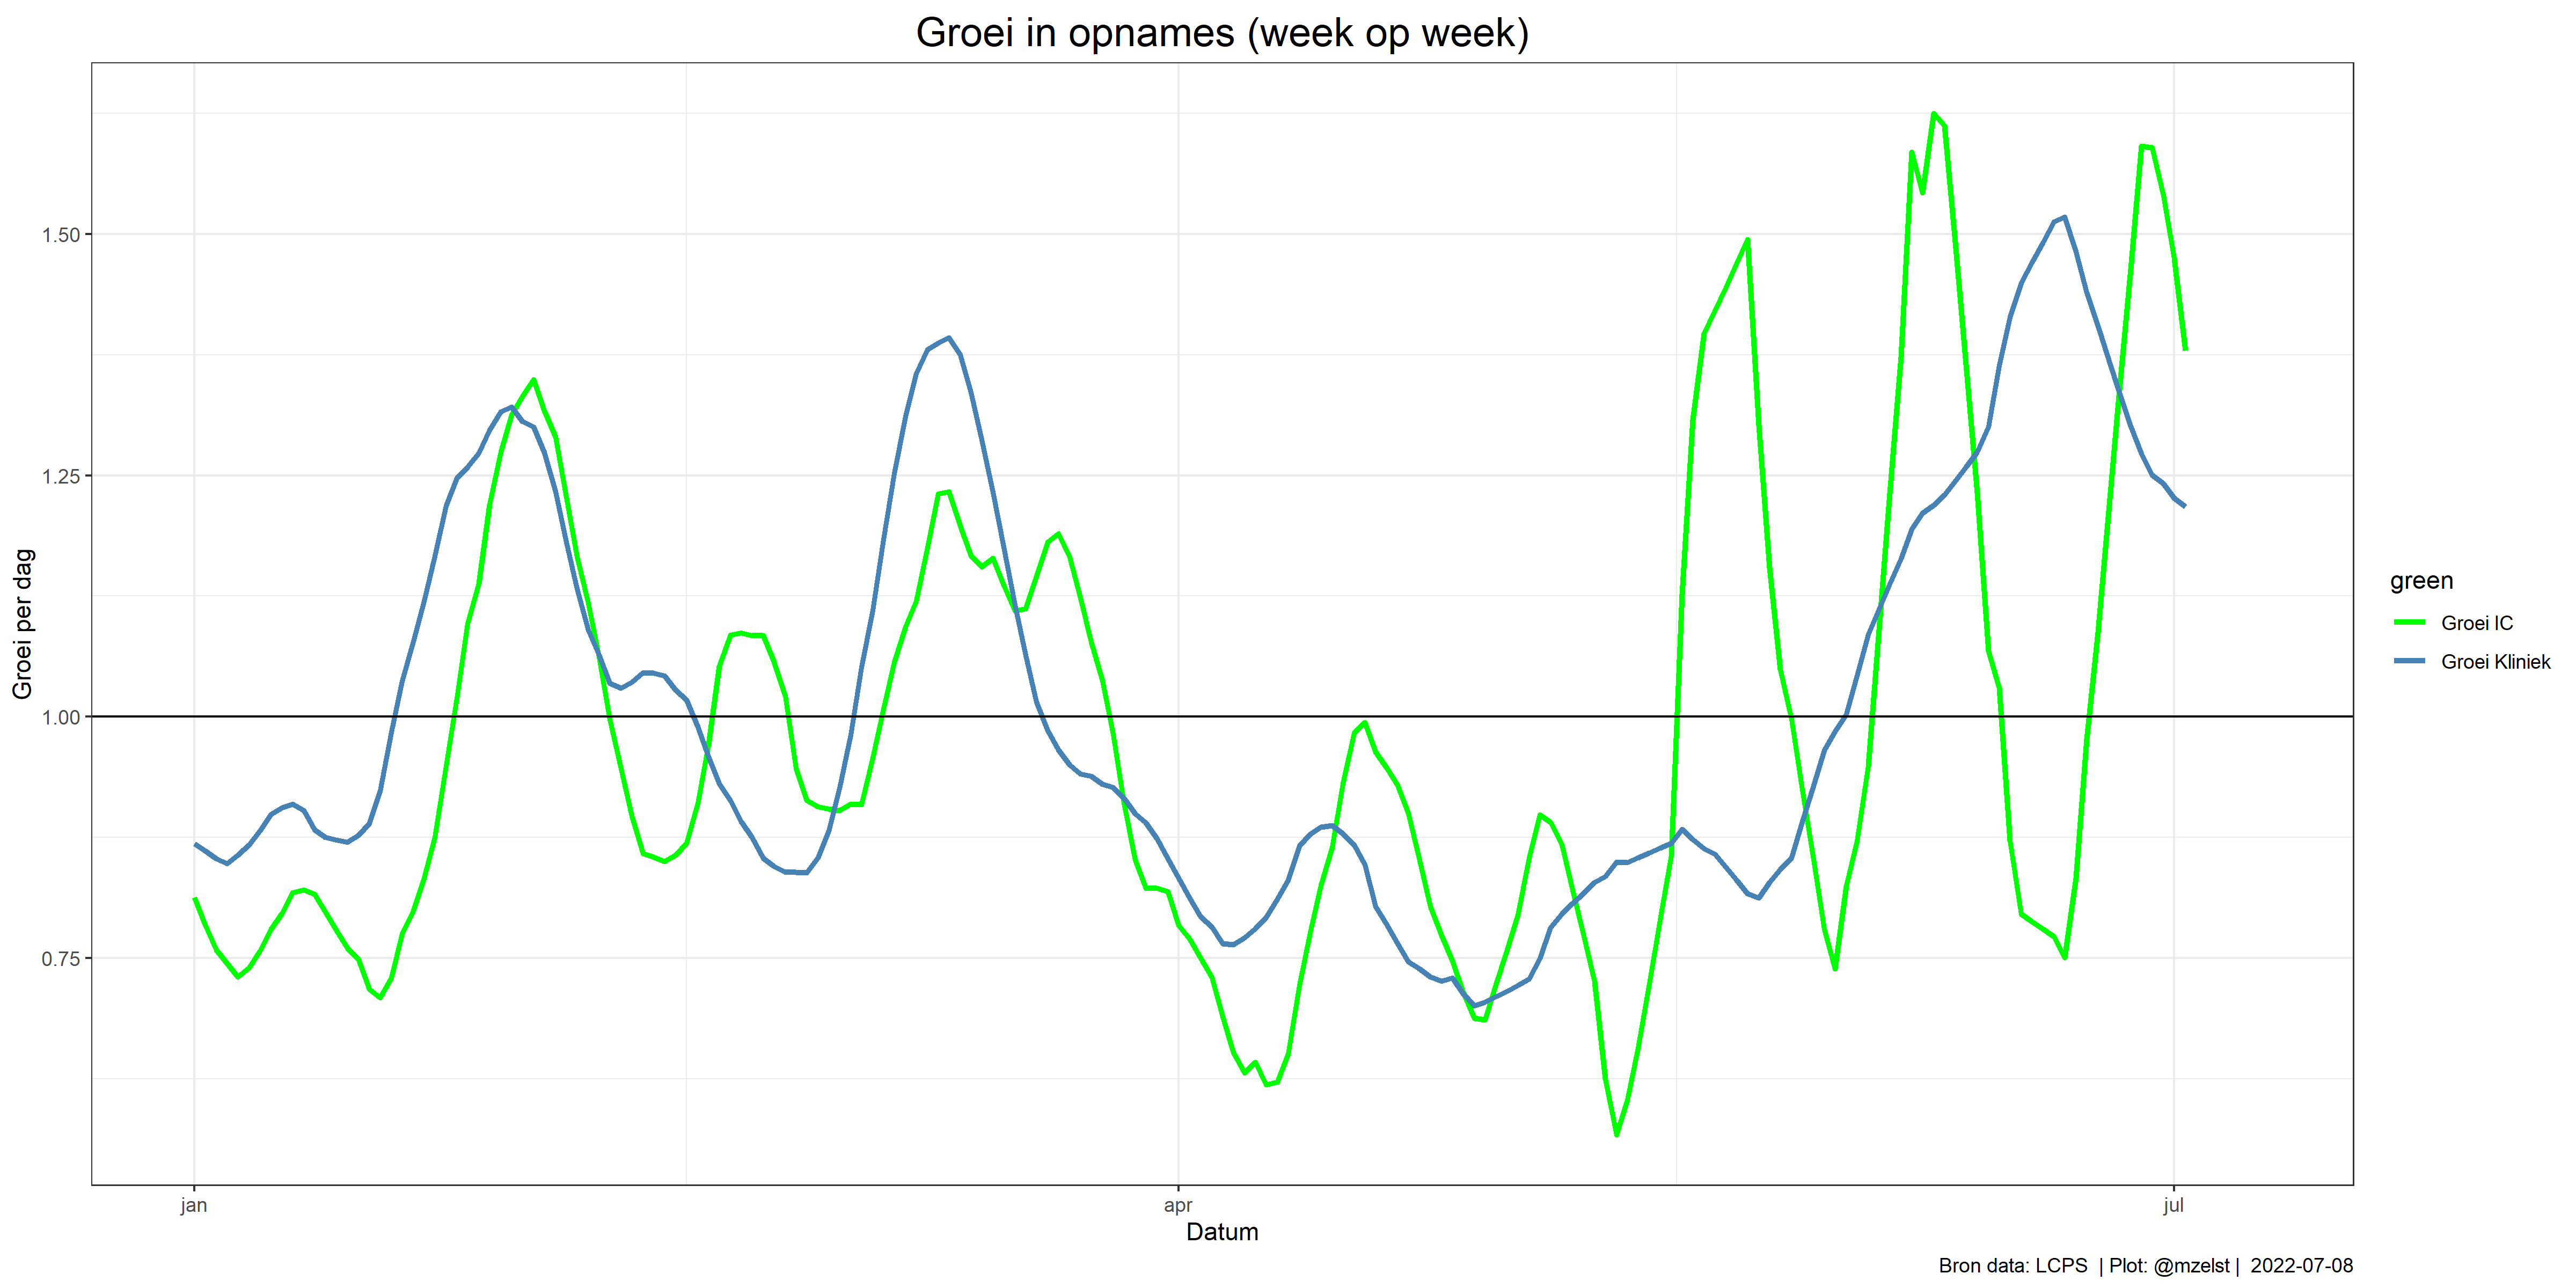 Groei in opnames (week op week)
Groei per dag
1.50
1.25
1.00
0.75
jan
apr
jul
Datum
green
Groei IC
Groei Kliniek
Bron data: LCPS | Plot: @mzelst | 2022-07-08